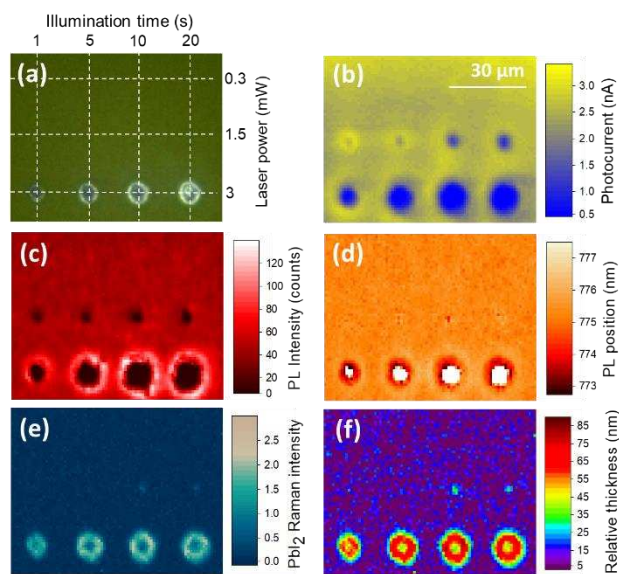 Illumination time (s)
1 5 10 20
(a)
0.3
1.5
3
Laser power (mW)
(b)
30 μm
3.0
2.5
2.0
1.5
1.0
0.5
Photocurrent (nA)
(c)
120
100
80
60
40
20
0
PL Intensity (counts)
(d)
777
776
775
774
773
PL position (nm)
(e)
2.5
2.0
1.5
1.0
0.5
0.0
PbI₂ Raman intensity
(f)
85
75
65
55
45
35
25
15
5
Relative thickness (nm)